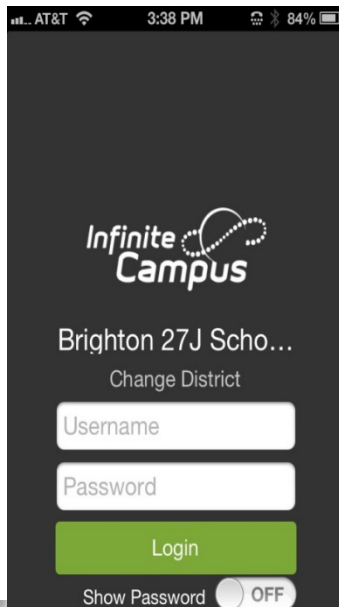 AT&T 3:38 PM 84%
Infinite
Campus
Brighton 27J Scho...
Change District
Username
Password
Login
Show Password OFF